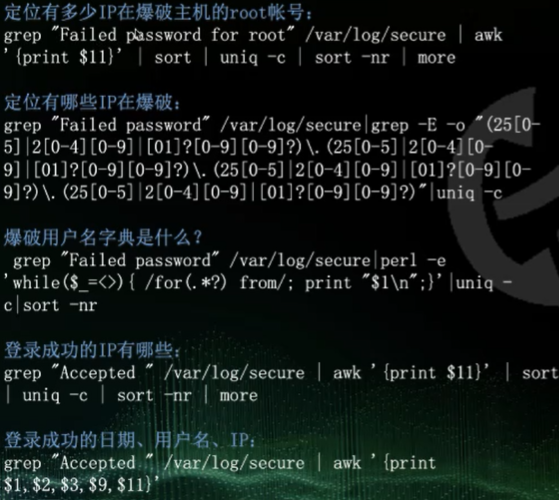 定位有多少IP在爆破主机的root帐号:
grep "Failed password for root" /var/log/secure | awk
'{print $11}' | sort | uniq -c | sort -nr | more
定位有哪些IP在爆破:
grep "Failed password" /var/log/secure|grep -E -o "(25[0-
5]|2[0-4][0-9]|[01]?[0-9][0-9]?)\.(25[0-5]|2[0-4][0-
9]|[01]?[0-9][0-9]?)\.(25[0-5]|2[0-4][0-9]|[01]?[0-9][0-
9]?)\.(25[0-5]|2[0-4][0-9]|[01]?[0-9][0-9]?)"|uniq -c
爆破用户名字典是什么?
grep "Failed password" /var/log/secure|perl -e
'while($_=<>){ /for(.*?) from/; print "$1\n";}'|uniq -
c|sort -nr
登录成功的IP有哪些:
grep "Accepted " /var/log/secure | awk '{print $11}' | sort
| uniq -c | sort -nr | more
登录成功的日期、用户名、IP:
grep "Accepted " /var/log/secure | awk '{print
$1,$2,$3,$9,$11}'